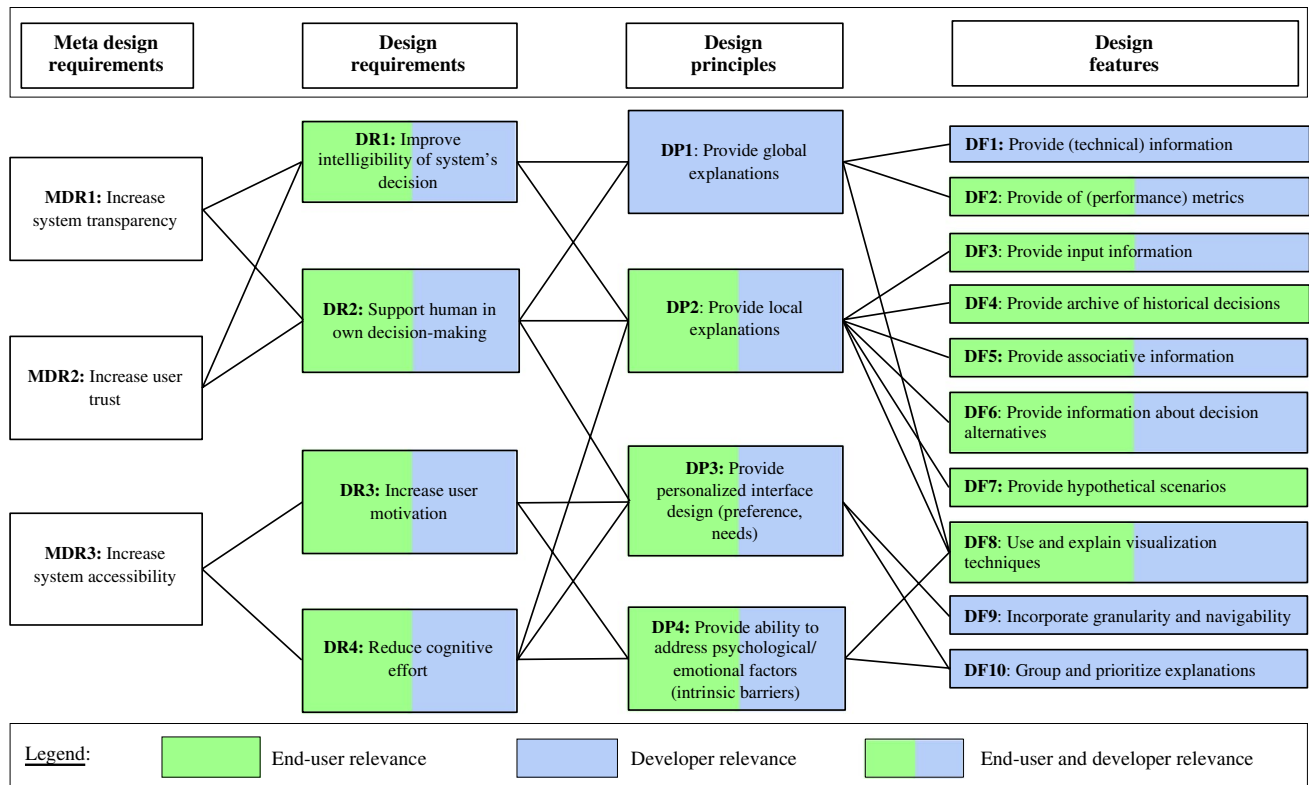 Meta design
requirements
Design
requirements
Design
principles
Design
features
MDR1: Increase
system transparency
MDR2: Increase user
trust
MDR3: Increase
system accessibility
DR1: Improve
intelligibility of system's
decision
DR2: Support human in
own decision-making
DR3: Increase user
motivation
DR4: Reduce cognitive
effort
DP1: Provide global
explanations
DP2: Provide local
explanations
DP3: Provide
personalized interface
design (preference,
needs)
DP4: Provide ability to
address psychological/
emotional factors
(intrinsic barriers)
DF1: Provide (technical) information
DF2: Provide of (performance) metrics
DF3: Provide input information
DF4: Provide archive of historical decisions
DF5: Provide associative information
DF6: Provide information about decision
alternatives
DF7: Provide hypothetical scenarios
DF8: Use and explain visualization
techniques
DF9: Incorporate granularity and navigability
DF10: Group and prioritize explanations
Legend:
End-user relevance
Developer relevance
End-user and developer relevance